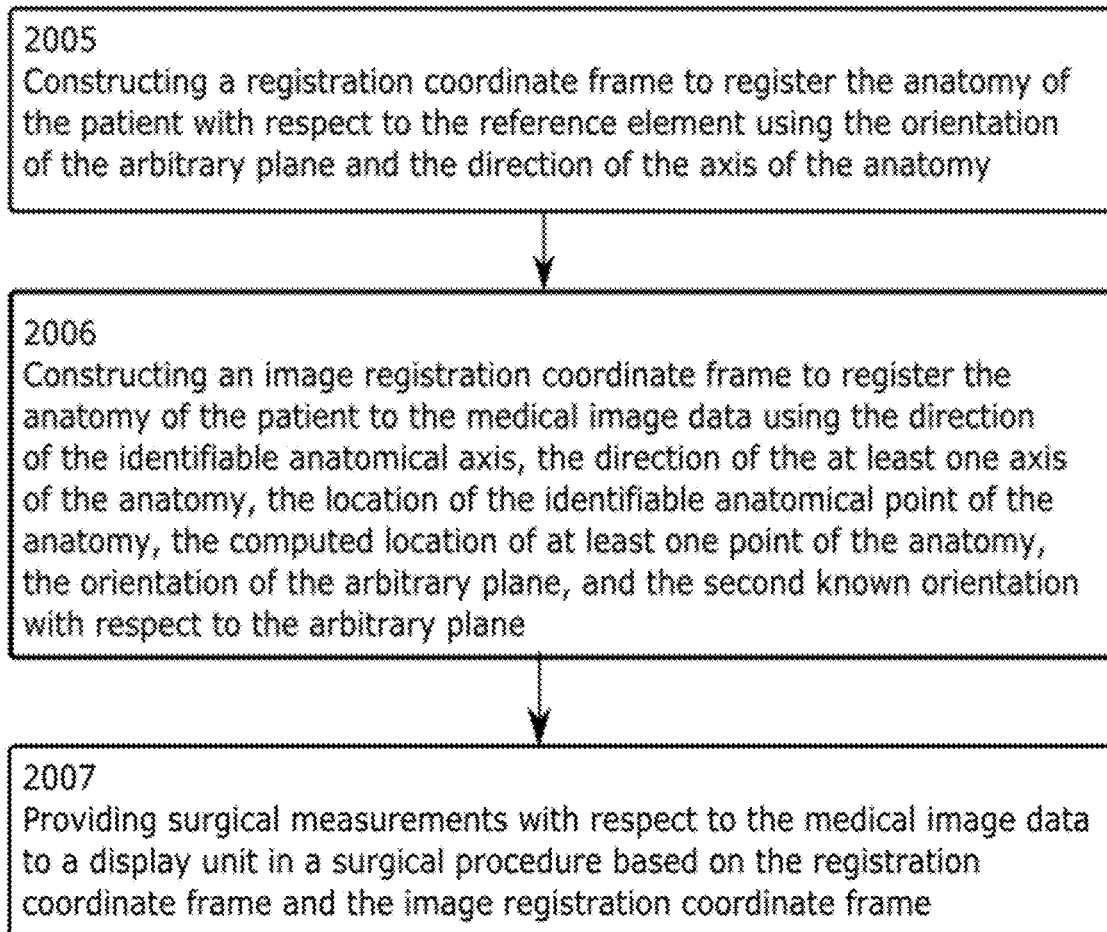 2005
Constructing a registration coordinate frame to register the anatomy of
the patient with respect to the reference element using the orientation
of the arbitrary plane and the direction of the axis of the anatomy
2006
Constructing an image registration coordinate frame to register the
anatomy of the patient to the medical image data using the direction
of the identifiable anatomical axis, the direction of the at least one axis
of the anatomy, the location of the identifiable anatomical point of the
anatomy, the computed location of at least one point of the anatomy,
the orientation of the arbitrary plane, and the second known orientation
with respect to the arbitrary plane
2007
Providing surgical measurements with respect to the medical image data
to a display unit in a surgical procedure based on the registration
coordinate frame and the image registration coordinate frame